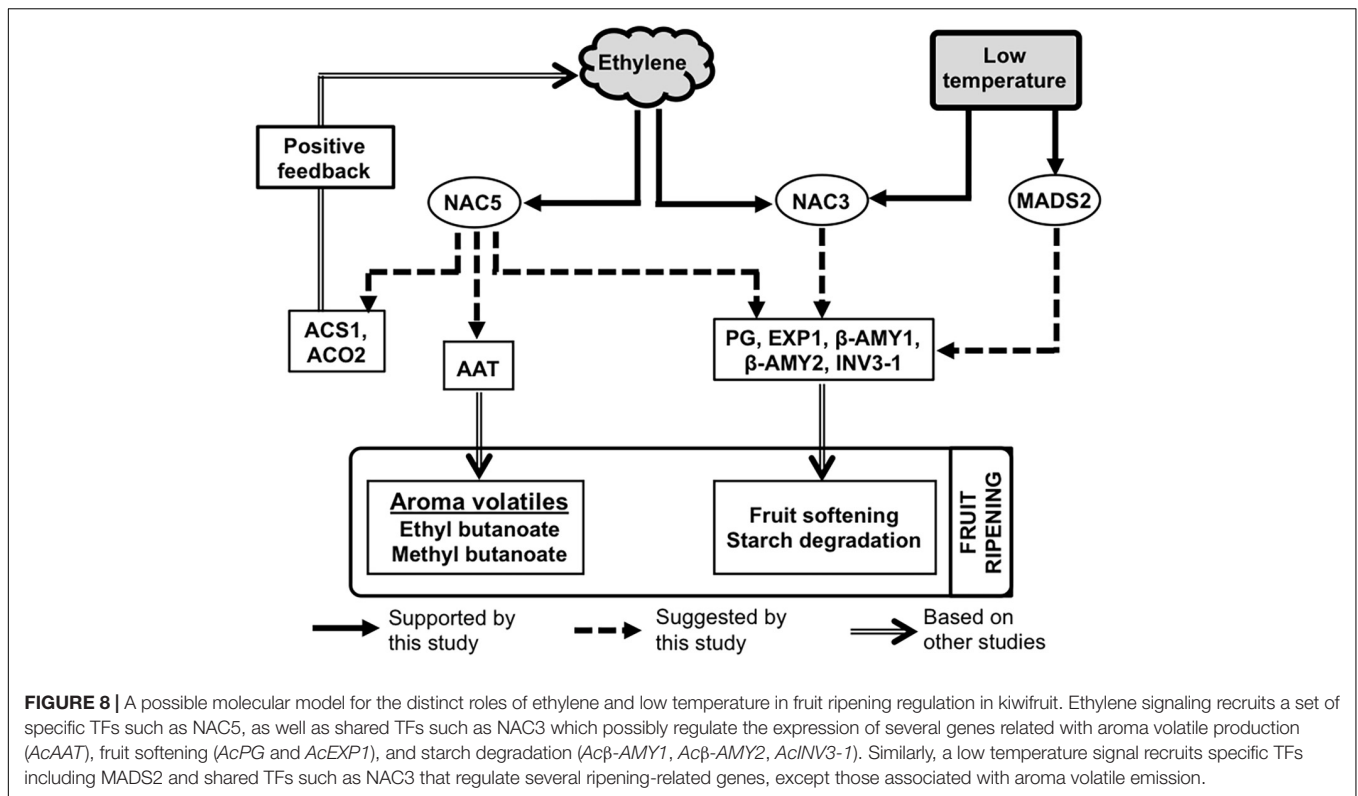 Ethylene
Low
temperature
Positive
feedback
NAC5
NAC3
MADS2
ACS1,
ACO2
AAT
PG, EXP1, β-AMY1,
β-AMY2, INV3-1
Aroma volatiles
Ethyl butanoate
Methyl butanoate
Fruit softening
Starch degradation
FRUIT
RIPENING
Supported by
this study
Suggested by
this study
Based on
other studies
FIGURE 8 | A possible molecular model for the distinct roles of ethylene and low temperature in fruit ripening regulation in kiwifruit. Ethylene signaling recruits a set of
specific TFs such as NAC5, as well as shared TFs such as NAC3 which possibly regulate the expression of several genes related with aroma volatile production
(AcAAT), fruit softening (AcPG and AcEXP1), and starch degradation (Acβ-AMY1, Acβ-AMY2, AcINV3-1). Similarly, a low temperature signal recruits specific TFs
including MADS2 and shared TFs such as NAC3 that regulate several ripening-related genes, except those associated with aroma volatile emission.